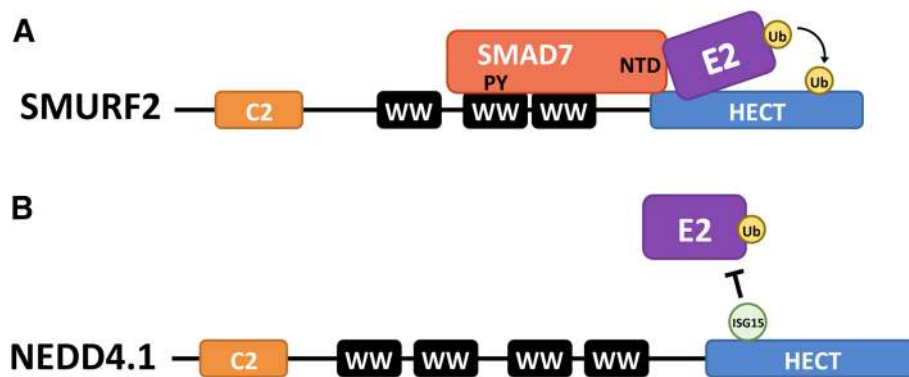 A
SMAD7
NTD
E2
Ub
Ub
PY
SMURF2
C2
WW
WW
WW
HECT
B
E2
Ub
ISG15
NEDD4.1
C2
WW
WW
WW
WW
HECT